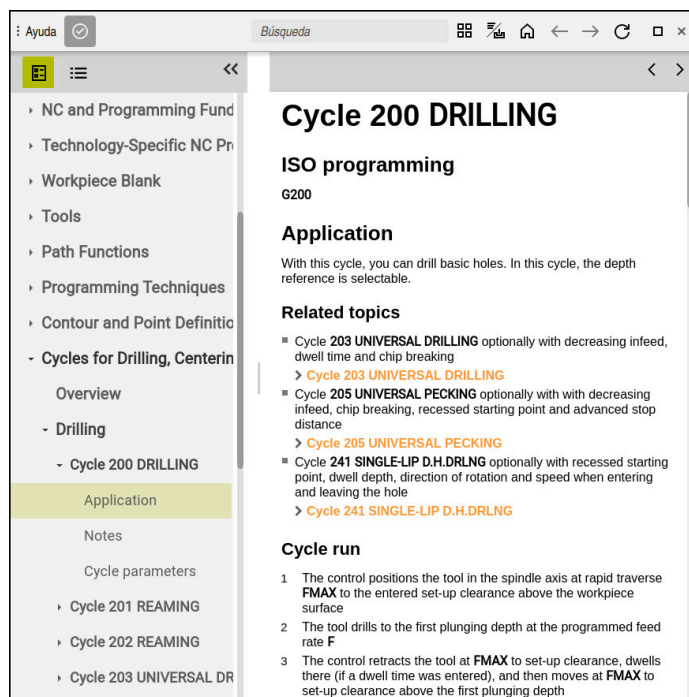 Ayuda
Búsqueda
NC and Programming Fund
Technology-Specific NC Pr
Workpiece Blank
Tools
Path Functions
Programming Techniques
Contour and Point Definitio
Cycles for Drilling, Centerin
Overview
Drilling
Cycle 200 DRILLING
Application
Notes
Cycle parameters
Cycle 201 REAMING
Cycle 202 REAMING
Cycle 203 UNIVERSAL DR
Cycle 200 DRILLING
ISO programming
G200
Application
With this cycle, you can drill basic holes. In this cycle, the depth
reference is selectable.
Related topics
Cycle 203 UNIVERSAL DRILLING optionally with decreasing infeed,
dwell time and chip breaking
Cycle 203 UNIVERSAL DRILLING
Cycle 205 UNIVERSAL PECKING optionally with with decreasing
infeed, chip breaking, recessed starting point and advanced stop
distance
Cycle 205 UNIVERSAL PECKING
Cycle 241 SINGLE-LIP D.H.DRLNG optionally with recessed starting
point, dwell depth, direction of rotation and speed when entering
and leaving the hole
Cycle 241 SINGLE-LIP D.H.DRLNG
Cycle run
1 The control positions the tool in the spindle axis at rapid traverse
FMAX to the entered set-up clearance above the workpiece
surface
2 The tool drills to the first plunging depth at the programmed feed
rate F
3 The control retracts the tool at FMAX to set-up clearance, dwells
there (if a dwell time was entered), and then moves at FMAX to
set-up clearance above the first plunging depth